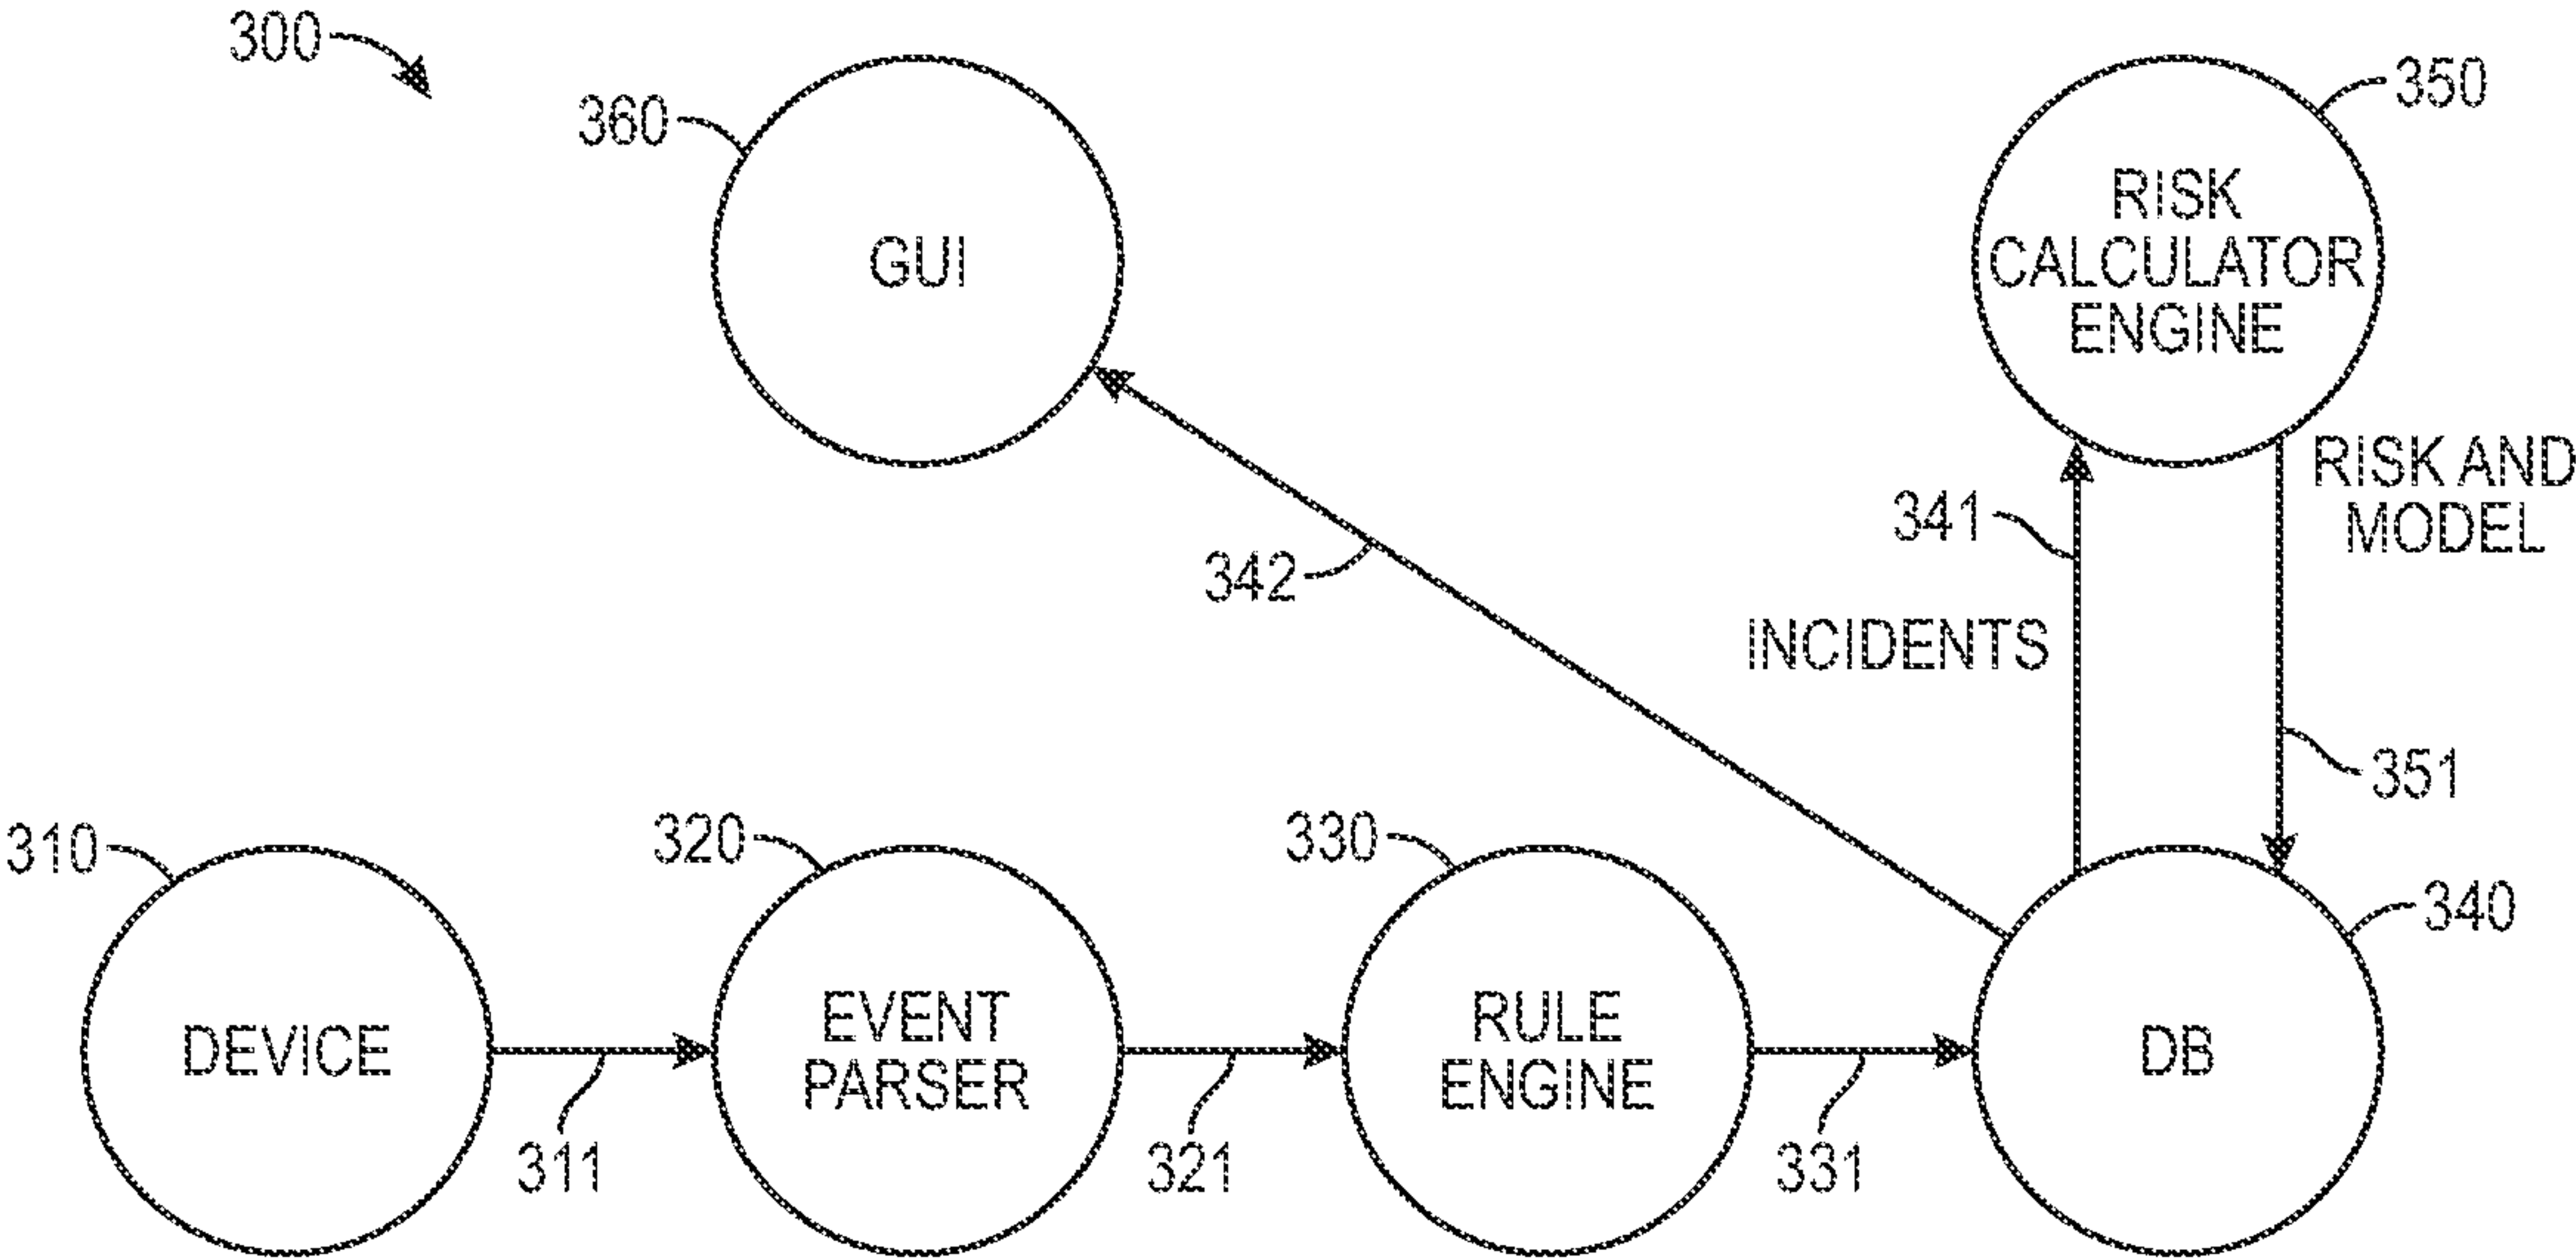 300
360
GUI
350
RISK
CALCULATOR
ENGINE
RISK AND
MODEL
341
342
INCIDENTS
351
310
320
330
340
DEVICE
EVENT
PARSER
RULE
ENGINE
DB
311
321
331